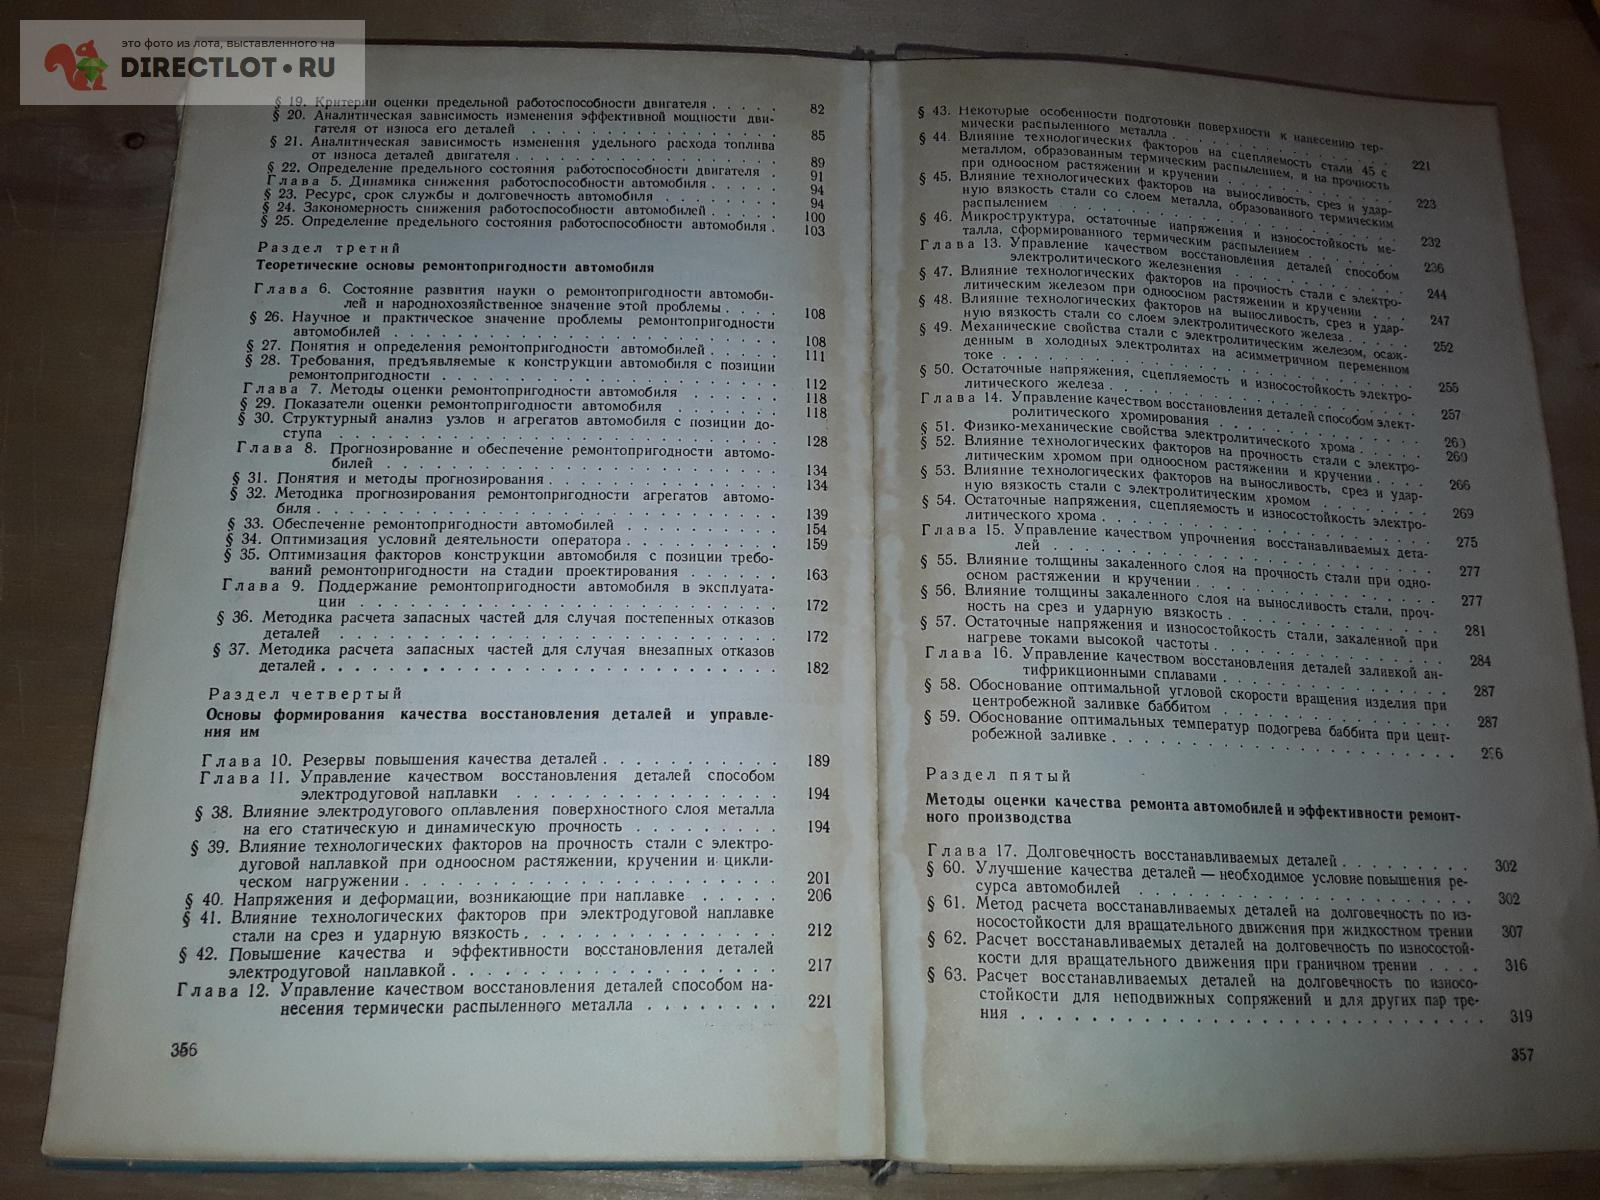 это фото из лота, выставленного на
DIRECTLOT•RU
§ 19. Критерии оценки предельной работоспособности двигателя . . . . . 82
§ 20. Аналитическая зависимость изменения эффективной мощности дви-
гателя от износа его деталей . . . . . 85
§ 21. Аналитическая зависимость изменения удельного расхода топлива
от износа деталей двигателя . . . . . 89
§ 22. Определение предельного состояния работоспособности двигателя . 91
Глава 5. Динамика снижения работоспособности автомобиля . . . . . 94
§ 23. Ресурс, срок службы и долговечность автомобиля . . . . . 94
§ 24. Закономерность снижения работоспособности автомобилей . . . . . 100
§ 25. Определение предельного состояния работоспособности автомобиля . 103
Раздел третий
Теоретические основы ремонтопригодности автомобиля
Глава 6. Состояние развития науки о ремонтопригодности автомоби-
лей и народнохозяйственное значение этой проблемы . . . . 108
§ 26. Научное и практическое значение проблемы ремонтопригодности
автомобилей . . . . . 108
§ 27. Понятия и определения ремонтопригодности автомобилей . . . . . 111
§ 28. Требования, предъявляемые к конструкции автомобиля с позиции
ремонтопригодности . . . . . 112
Глава 7. Методы оценки ремонтопригодности автомобиля . . . . . 118
§ 29. Показатели оценки ремонтопригодности автомобиля . . . . . 118
§ 30. Структурный анализ узлов и агрегатов автомобиля с позиции до-
ступа . . . . . 128
Глава 8. Прогнозирование и обеспечение ремонтопригодности автомо-
билей . . . . . 134
§ 31. Понятия и методы прогнозирования . . . . . 134
§ 32. Методика прогнозирования ремонтопригодности агрегатов автомо-
биля . . . . . 139
§ 33. Обеспечение ремонтопригодности автомобилей . . . . . 154
§ 34. Оптимизация условий деятельности оператора . . . . . 159
§ 35. Оптимизация факторов конструкции автомобиля с позиции требо-
ваний ремонтопригодности на стадии проектирования . . . . . 163
Глава 9. Поддержание ремонтопригодности автомобиля в эксплуата-
ции . . . . . 172
§ 36. Методика расчета запасных частей для случая постепенных отказов
деталей . . . . . 172
§ 37. Методика расчета запасных частей для случая внезапных отказов
деталей . . . . . 182
Раздел четвертый
Основы формирования качества восстановления деталей и управле-
ния им
Глава 10. Резервы повышения качества деталей . . . . . 189
Глава 11. Управление качеством восстановления деталей способом
электродуговой наплавки . . . . . 194
§ 38. Влияние электродугового оплавления поверхностного слоя металла
на его статическую и динамическую прочность . . . . . 194
§ 39. Влияние технологических факторов на прочность стали с электро-
дуговой наплавкой при одноосном растяжении, кручении и цикли-
ческом нагружении . . . . . 201
§ 40. Напряжения и деформации, возникающие при наплавке . . . . . 206
§ 41. Влияние технологических факторов при электродуговой наплавке
стали на срез и ударную вязкость . . . . . 212
§ 42. Повышение качества и эффективности восстановления деталей
электродуговой наплавкой . . . . . 217
Глава 12. Управление качеством восстановления деталей способом на-
несения термически распыленного металла . . . . . 221
356
§ 43. Некоторые особенности подготовки поверхности к нанесению тер-
мически распыленного металла . . . . . 221
§ 44. Влияние технологических факторов на сцепляемость стали 45 с
металлом, образованным термическим распылением, и на прочность
при одноосном растяжении и кручении . . . . . 223
§ 45. Влияние технологических факторов на выносливость, срез и удар-
ную вязкость стали со слоем металла, образованного термическим
распылением . . . . . 232
§ 46. Микроструктура, остаточные напряжения и износостойкость ме-
талла, сформированного термическим распылением . . . . . 236
Глава 13. Управление качеством восстановления деталей способом
электролитического железнения . . . . . 244
§ 47. Влияние технологических факторов на прочность стали с электро-
литическим железом при одноосном растяжении и кручении . . . 247
§ 48. Влияние технологических факторов на выносливость, срез и удар-
ную вязкость стали со слоем электролитического железа . . . . . 252
§ 49. Механические свойства стали с электролитическим железом, осаж-
денным в холодных электролитах на асимметричном переменном
токе . . . . . 255
§ 50. Остаточные напряжения, сцепляемость и износостойкость электро-
литического железа . . . . . 257
Глава 14. Управление качеством восстановления деталей способом элект-
ролитического хромирования . . . . . 260
§ 51. Физико-механические свойства электролитического хрома . . . . . 260
§ 52. Влияние технологических факторов на прочность стали с электро-
литическим хромом при одноосном растяжении и кручении . . . . 266
§ 53. Влияние технологических факторов на выносливость, срез и удар-
ную вязкость стали с электролитическим хромом . . . . . 269
§ 54. Остаточные напряжения, сцепляемость и износостойкость электро-
литического хрома . . . . . 275
Глава 15. Управление качеством упрочнения восстанавливаемых дета-
лей . . . . . 277
§ 55. Влияние толщины закаленного слоя на прочность стали при одно-
осном растяжении и кручении . . . . . 277
§ 56. Влияние толщины закаленного слоя на выносливость стали, проч-
ность на срез и ударную вязкость . . . . . 281
§ 57. Остаточные напряжения и износостойкость стали, закаленной при
нагреве токами высокой частоты . . . . . 284
Глава 16. Управление качеством восстановления деталей заливкой ан-
тифрикционными сплавами . . . . . 287
§ 58. Обоснование оптимальной угловой скорости вращения изделия при
центробежной заливке баббитом . . . . . 287
§ 59. Обоснование оптимальных температур подогрева баббита при цент-
робежной заливке . . . . .
Раздел пятый
Методы оценки качества ремонта автомобилей и эффективности ремонт-
ного производства
Глава 17. Долговечность восстанавливаемых деталей . . . . . 302
§ 60. Улучшение качества деталей — необходимое условие повышения ре-
сурса автомобилей . . . . . 302
§ 61. Метод расчета восстанавливаемых деталей на долговечность по из-
носостойкости для вращательного движения при жидкостном трении 307
§ 62. Расчет восстанавливаемых деталей на долговечность по износостой-
кости для вращательного движения при граничном трении . . . . 316
§ 63. Расчет восстанавливаемых деталей на долговечность по износо-
стойкости для неподвижных сопряжений и для других пар тре-
ния . . . . . 319
357